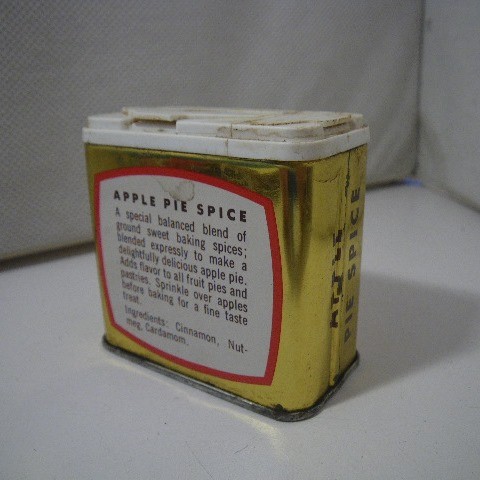 APPLE PIE SPICE
A special balanced blend of
ground sweet baking spices;
blended expressly to make a
delightfully delicious apple pie.
Adds flavor to all fruit pies and
pastries. Sprinkle over apples
before baking for a fine taste
treat.
Ingredients: Cinnamon, Nut-
meg, Cardamom.
APPLE
PIE SPICE